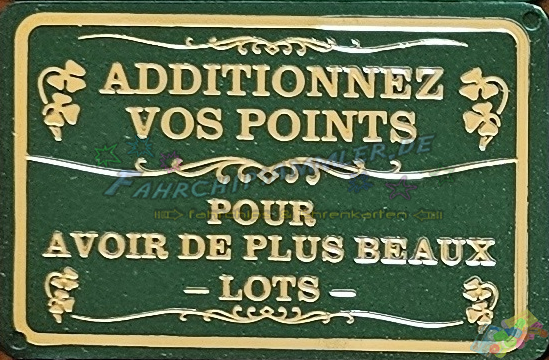 ADDITIONNEZ
VOS POINTS
POUR
AVOIR DE PLUS BEAUX
– LOTS –